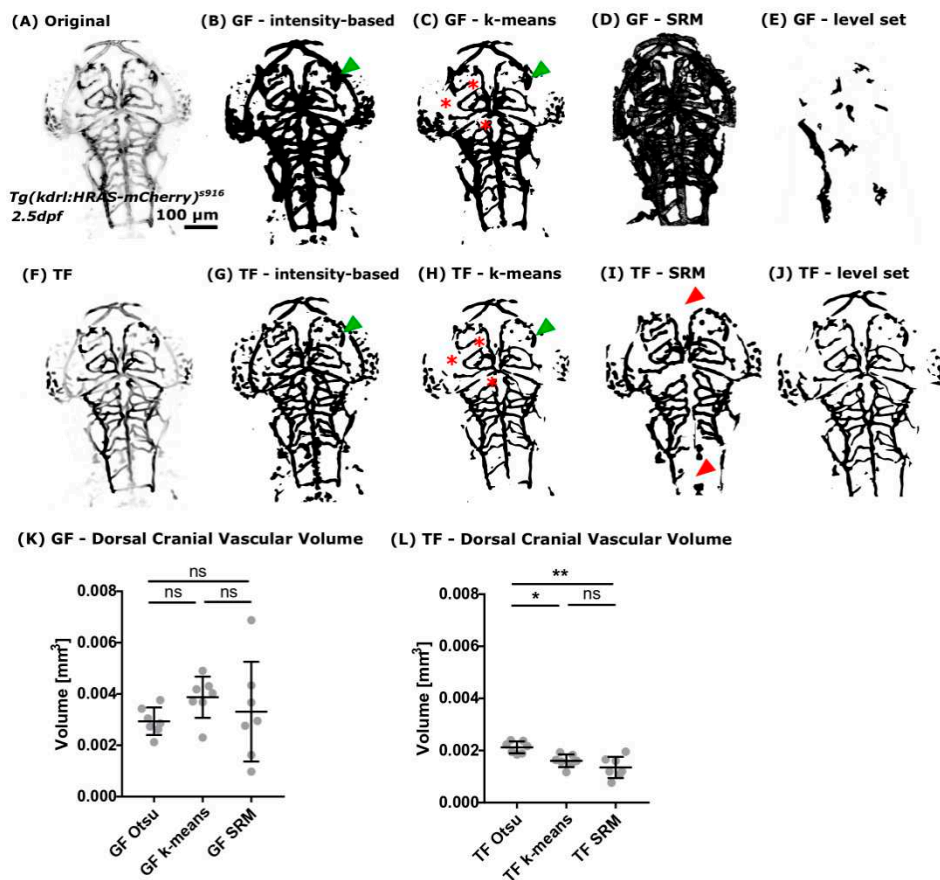 (A) Original
(B) GF - intensity-based
(C) GF - k-means
(D) GF - SRM
(E) GF - level set
* * *
Tg(kdrl:HRAS-mCherry)s916
2.5dpf
100 µm
(F) TF
(G) TF - intensity-based
(H) TF - k-means
(I) TF - SRM
(J) TF - level set
* * *
(K) GF - Dorsal Cranial Vascular Volume
ns
ns ns
0.008
0.006
0.004
0.002
0.000
Volume [mm3]
GF Otsu
GF k-means
GF SRM
(L) TF - Dorsal Cranial Vascular Volume
**
* ns
0.008
0.006
0.004
0.002
0.000
Volume [mm3]
TF Otsu
TF k-means
TF SRM